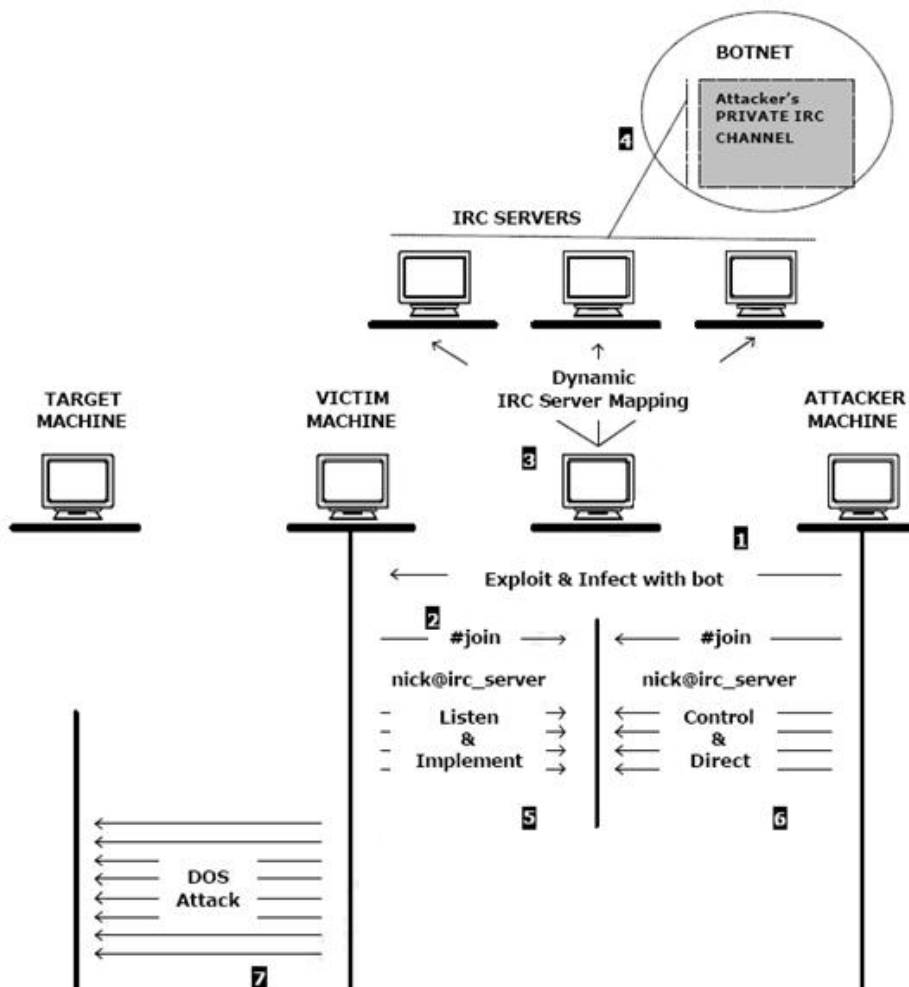 BOTNET
Attacker's
PRIVATE IRC
CHANNEL
4
IRC SERVERS
Dynamic
IRC Server Mapping
TARGET
MACHINE
VICTIM
MACHINE
ATTACKER
MACHINE
3
1
Exploit & Infect with bot
2
#join
#join
nick@irc_server
nick@irc_server
Listen
&
Implement
Control
&
Direct
5
6
DOS
Attack
7